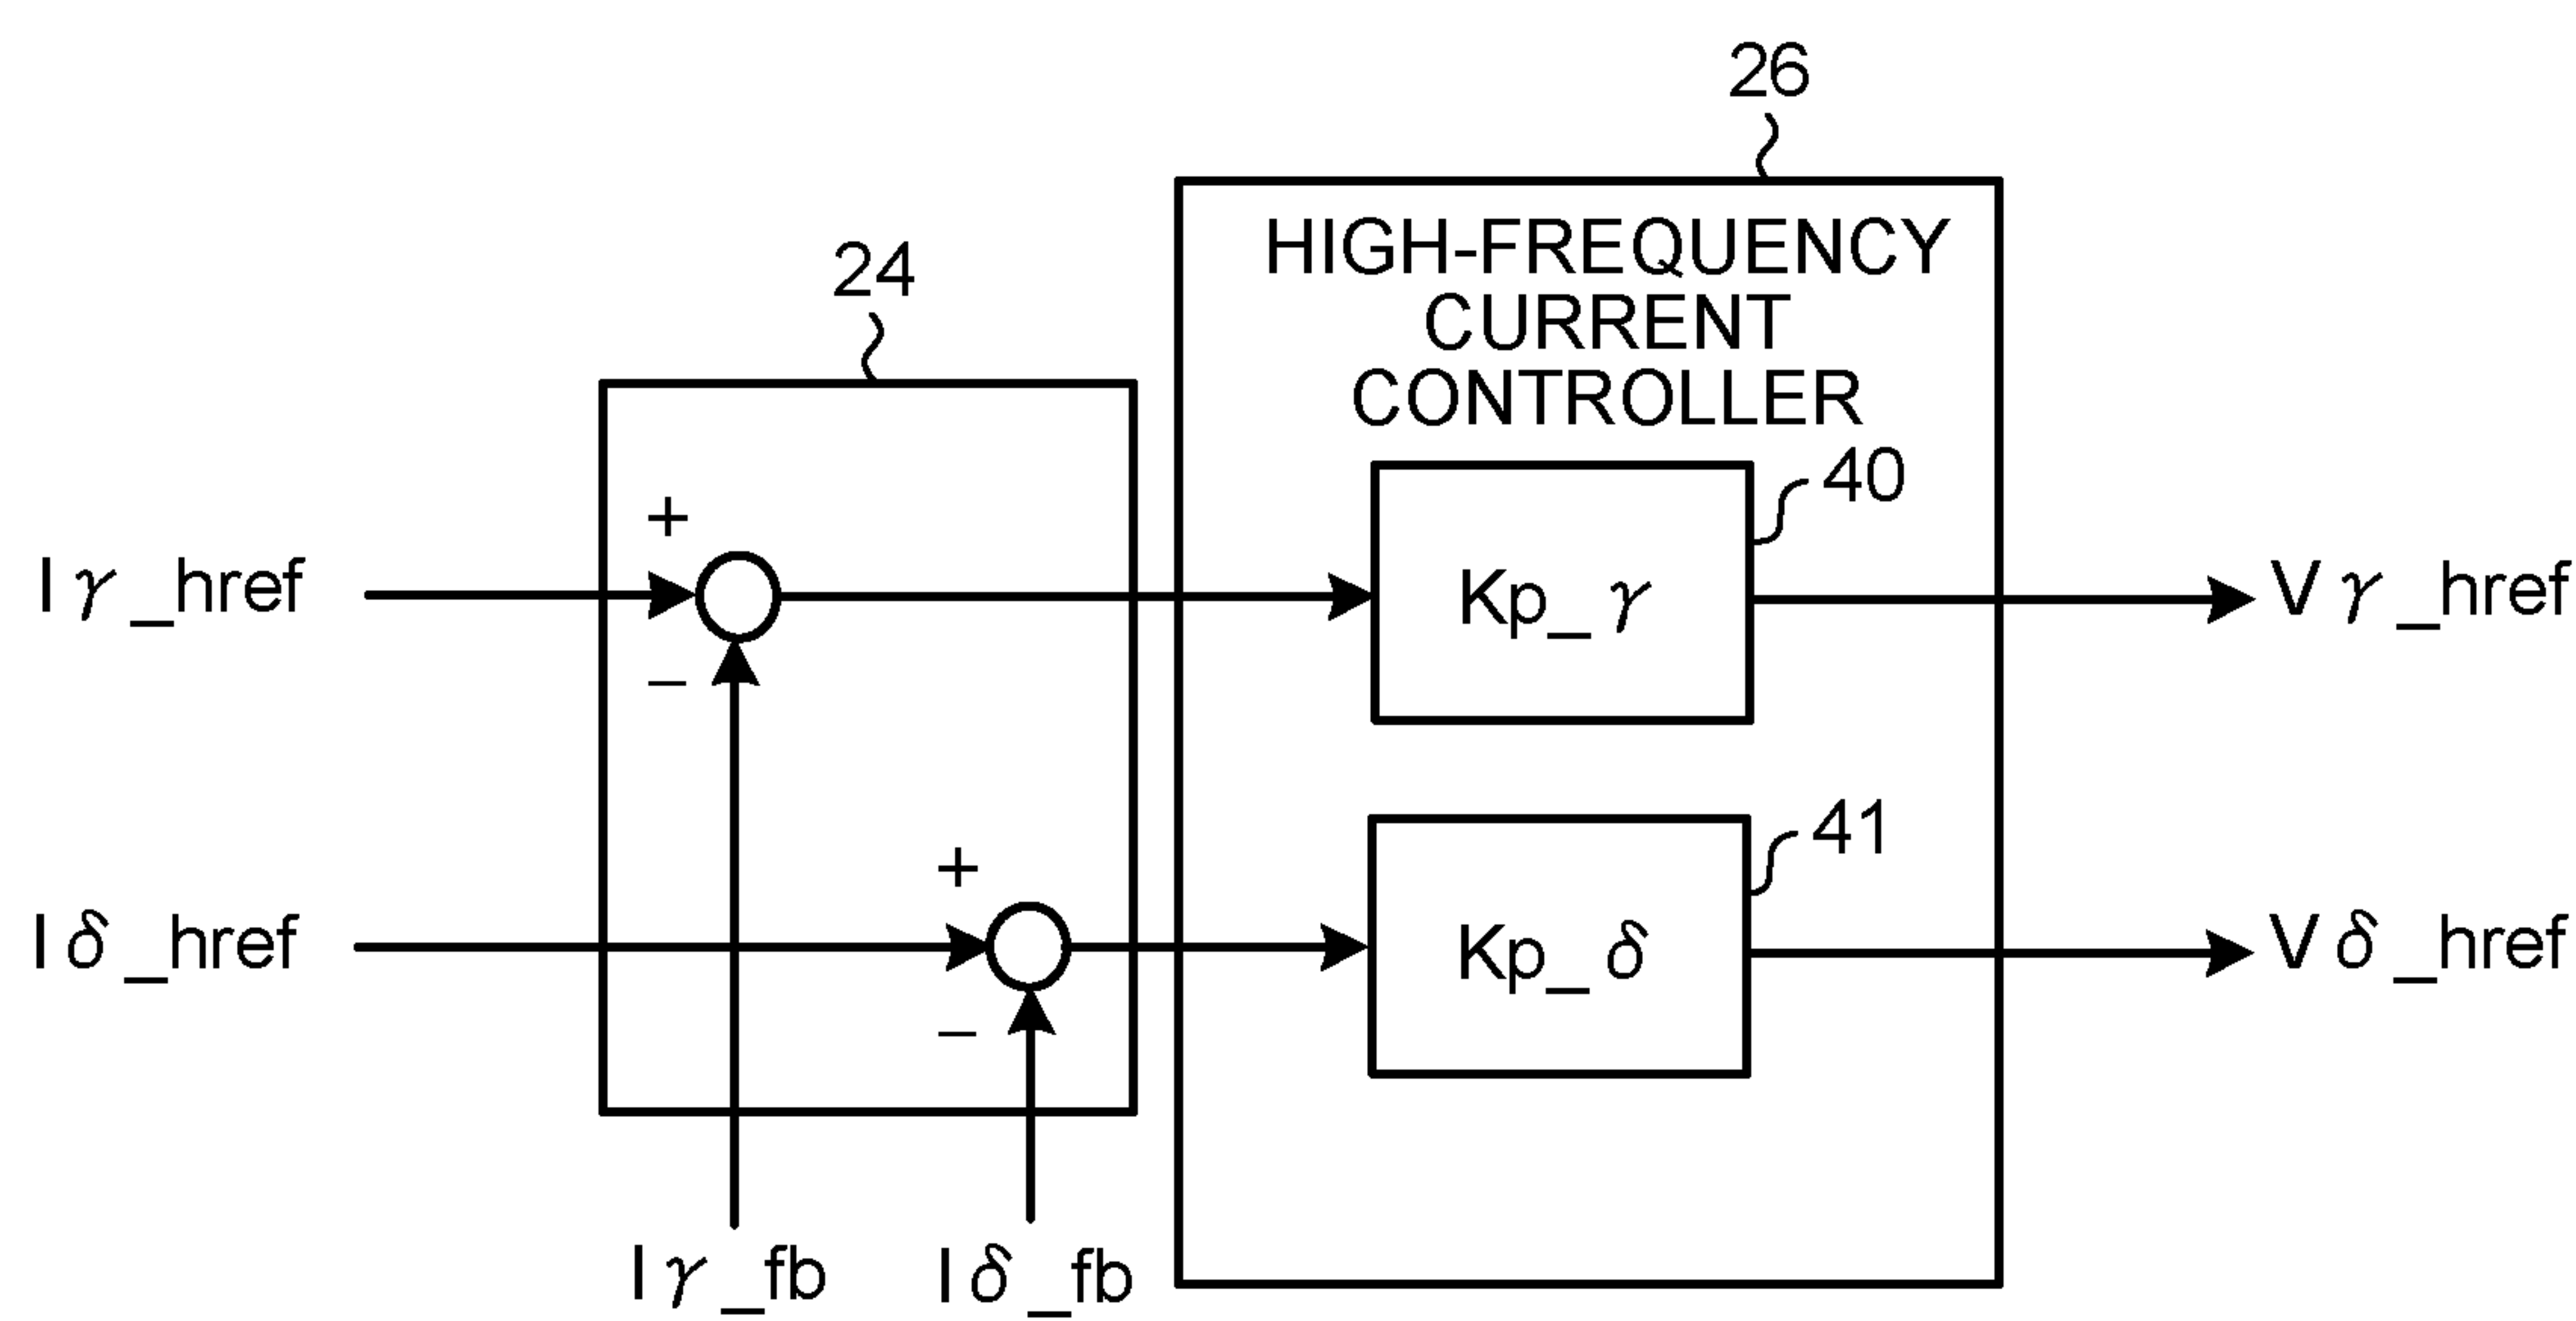 26
24
HIGH-FREQUENCY
CURRENT
CONTROLLER
40
+
Iγ_href
Kp_γ
Vγ_href
−
41
+
Iδ_href
Kp_δ
Vδ_href
−
Iγ_fb
Iδ_fb